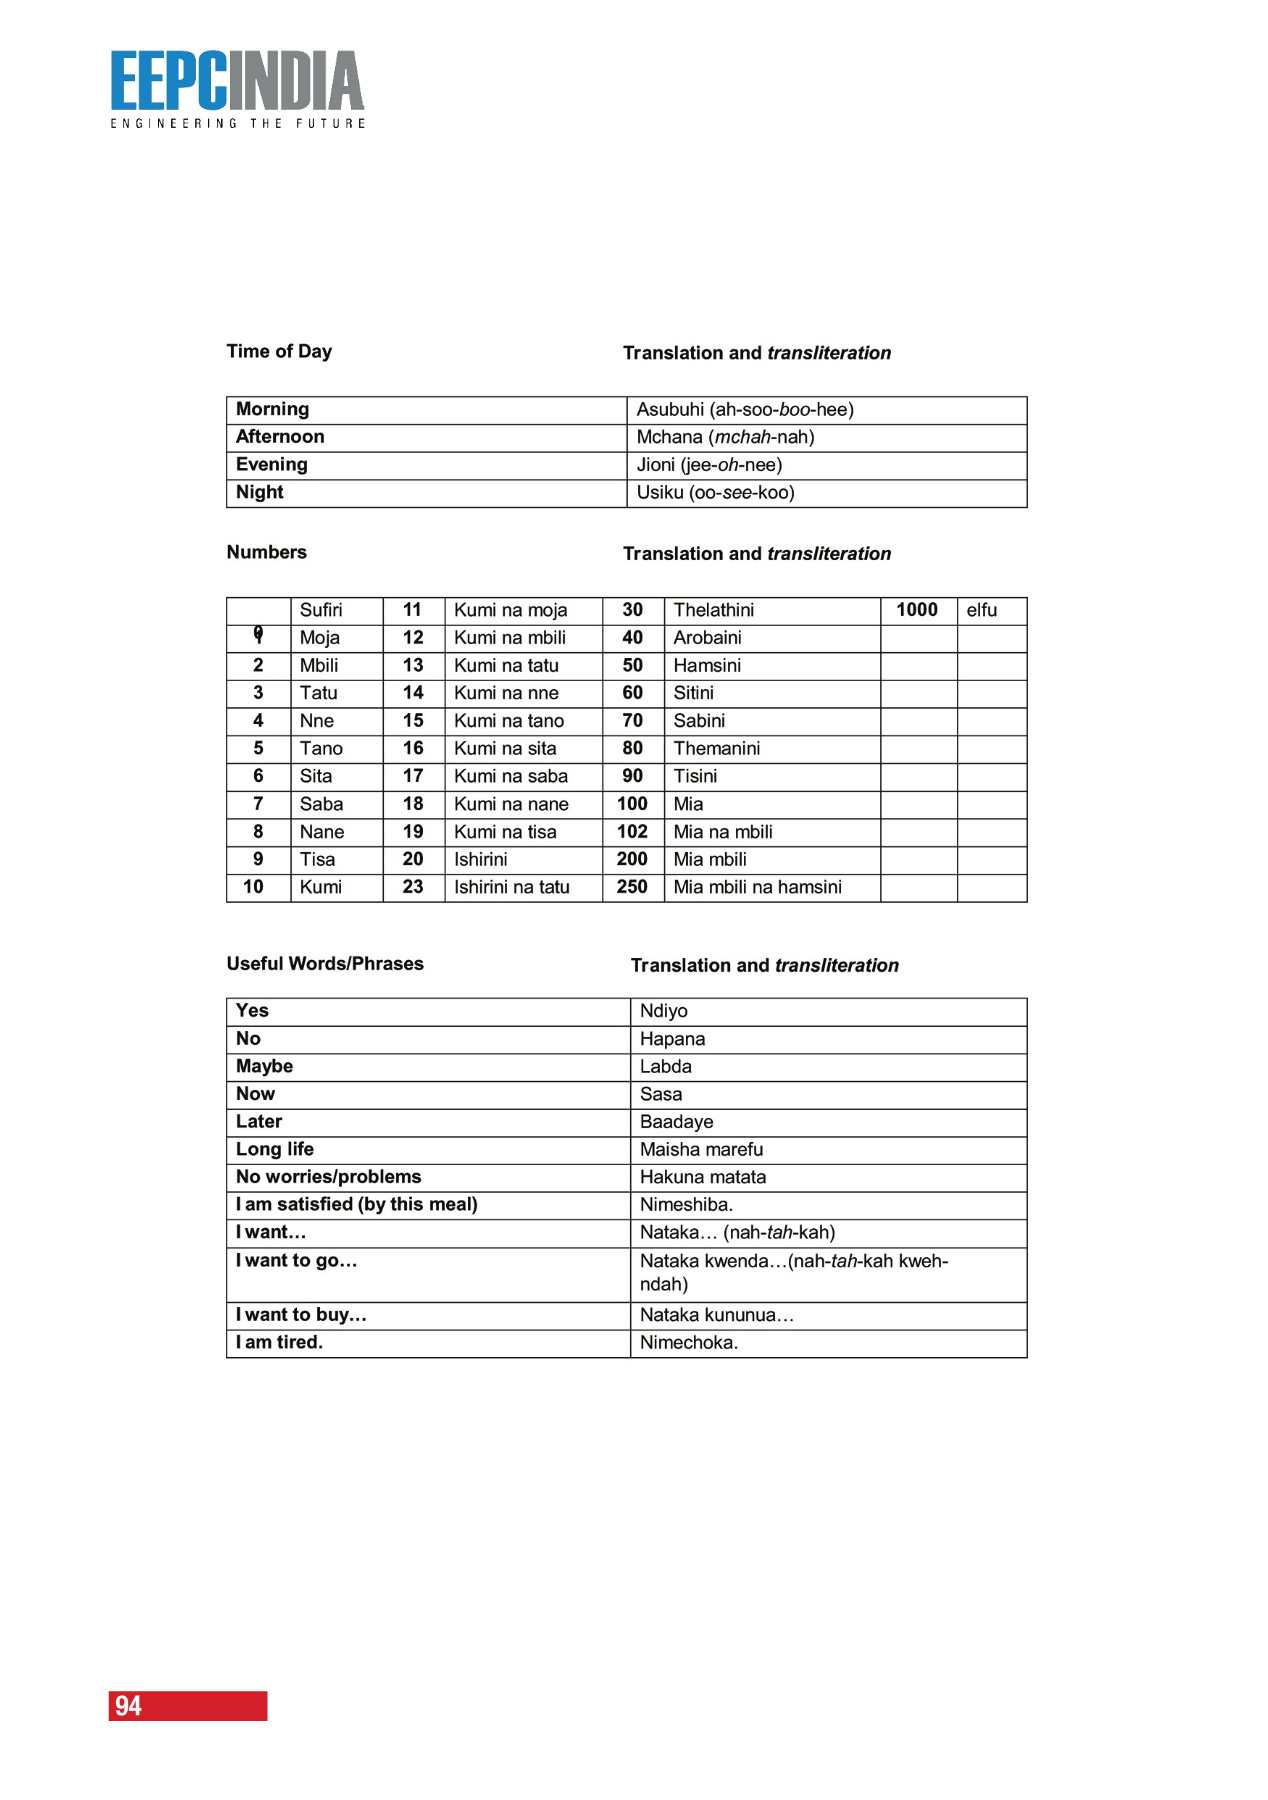 EEPCINDIA
ENGINEERING THE FUTURE
Time of Day Translation and transliteration
Morning Asubuhi (ah-soo-boo-hee)
Afternoon Mchana (mchah-nah)
Evening Jioni (jee-oh-nee)
Night Usiku (oo-see-koo)
Numbers Translation and transliteration
0 Sufiri 11 Kumi na moja 30 Thelathini 1000 elfu
1 Moja 12 Kumi na mbili 40 Arobaini
2 Mbili 13 Kumi na tatu 50 Hamsini
3 Tatu 14 Kumi na nne 60 Sitini
4 Nne 15 Kumi na tano 70 Sabini
5 Tano 16 Kumi na sita 80 Themanini
6 Sita 17 Kumi na saba 90 Tisini
7 Saba 18 Kumi na nane 100 Mia
8 Nane 19 Kumi na tisa 102 Mia na mbili
9 Tisa 20 Ishirini 200 Mia mbili
10 Kumi 23 Ishirini na tatu 250 Mia mbili na hamsini
Useful Words/Phrases Translation and transliteration
Yes Ndiyo
No Hapana
Maybe Labda
Now Sasa
Later Baadaye
Long life Maisha marefu
No worries/problems Hakuna matata
I am satisfied (by this meal) Nimeshiba.
I want… Nataka… (nah-tah-kah)
I want to go… Nataka kwenda…(nah-tah-kah kweh-
ndah)
I want to buy… Nataka kununua…
I am tired. Nimechoka.
94